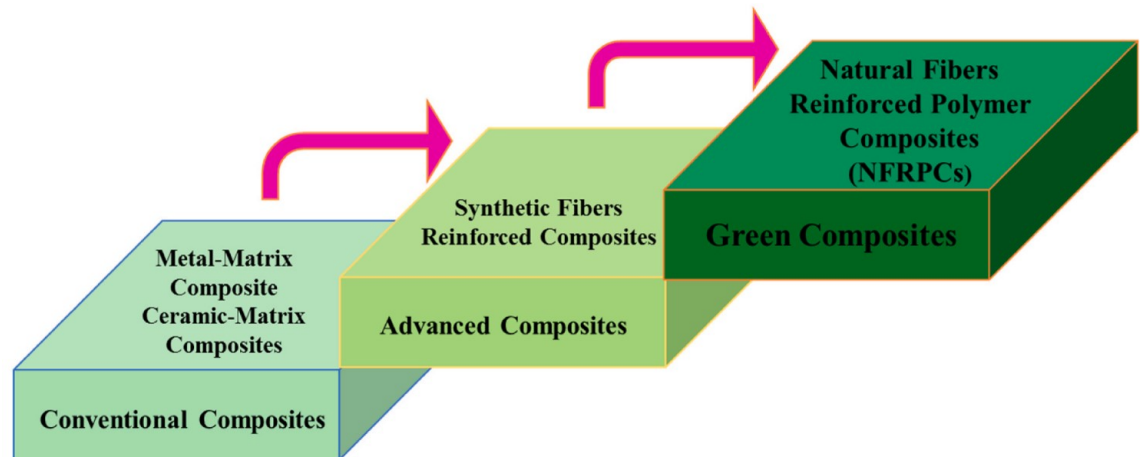 Metal-Matrix
Composite
Ceramic-Matrix
Composites
Conventional Composites
Synthetic Fibers
Reinforced Composites
Advanced Composites
Natural Fibers
Reinforced Polymer
Composites
(NFRPCs)
Green Composites